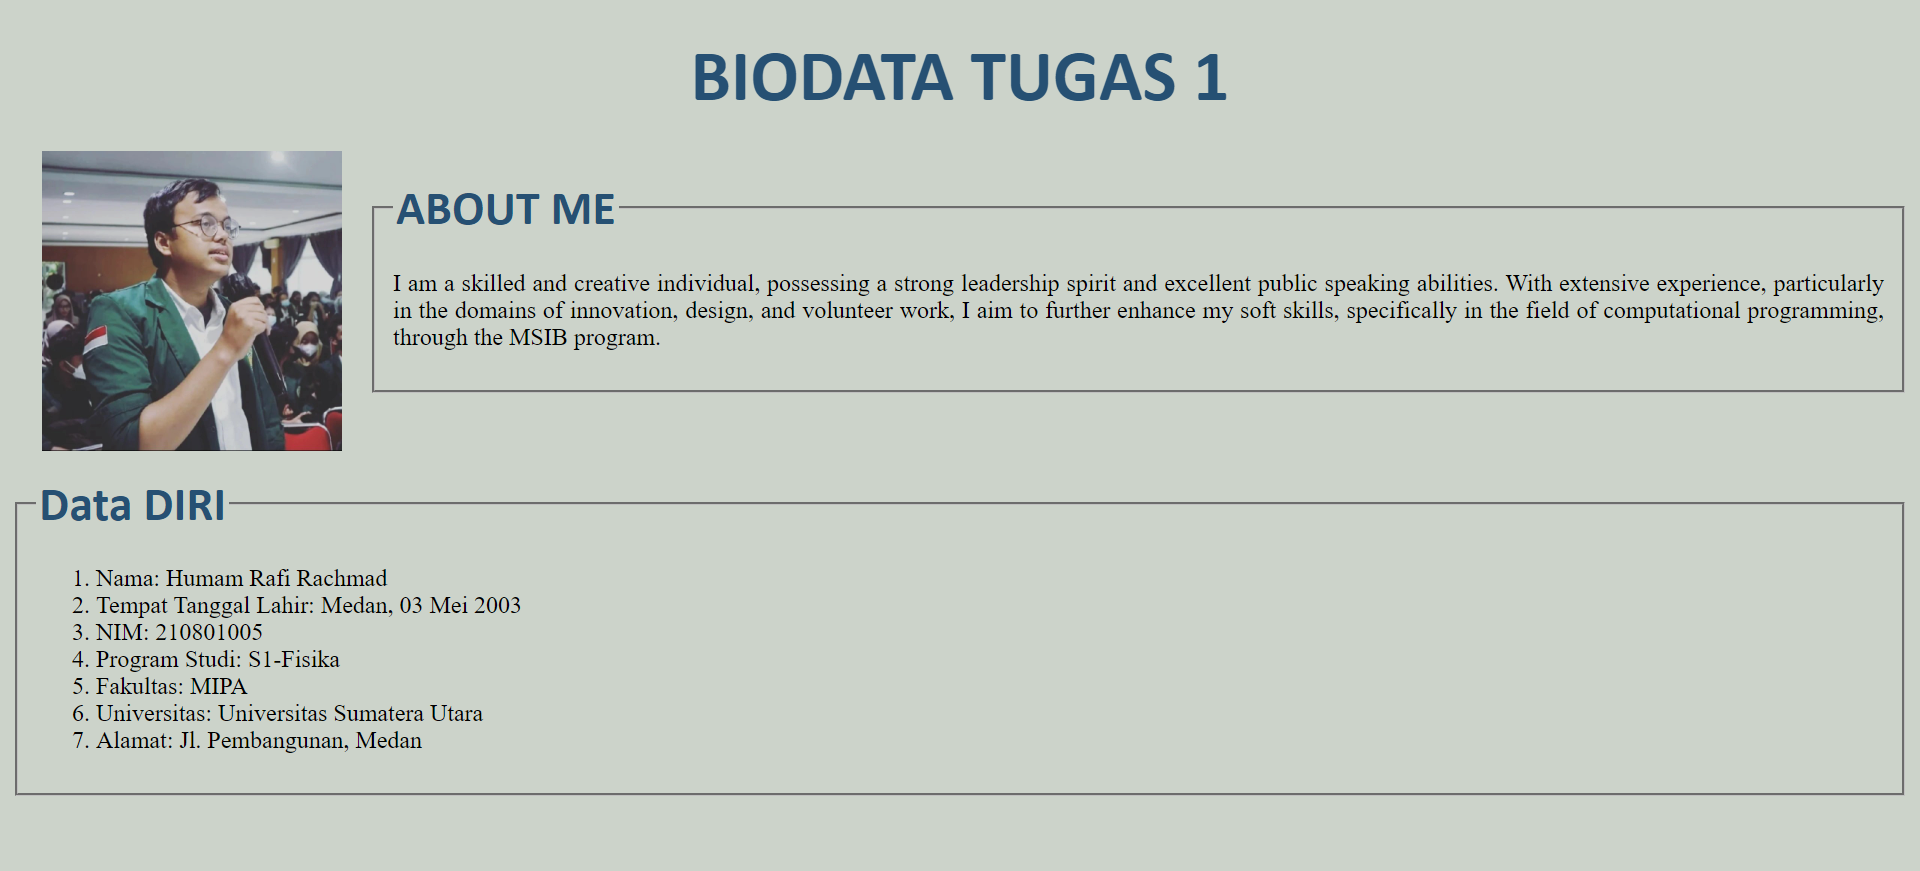 BIODATA TUGAS 1
ABOUT ME
I am a skilled and creative individual, possessing a strong leadership spirit and excellent public speaking abilities. With extensive experience, particularly
in the domains of innovation, design, and volunteer work, I aim to further enhance my soft skills, specifically in the field of computational programming,
through the MSIB program.
Data DIRI
1. Nama: Humam Rafi Rachmad
2. Tempat Tanggal Lahir: Medan, 03 Mei 2003
3. NIM: 210801005
4. Program Studi: S1-Fisika
5. Fakultas: MIPA
6. Universitas: Universitas Sumatera Utara
7. Alamat: Jl. Pembangunan, Medan